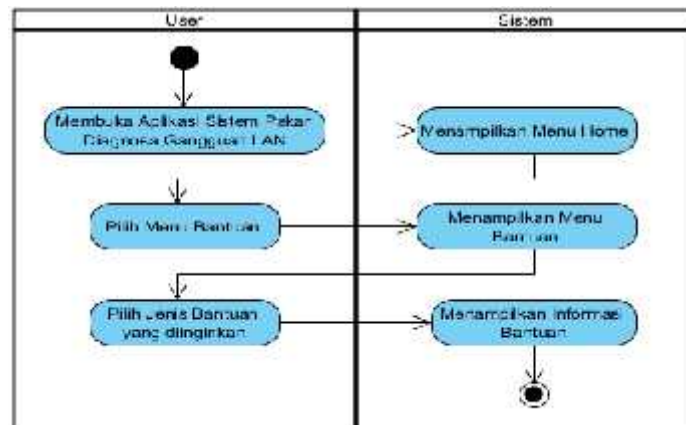 User
Sistem
Membuka Aplikasi Sistem Pakar
Diagnosa Gangguan LAN
Menampilkan Menu Home
Pilih Menu Bantuan
Menampilkan Menu
Bantuan
Pilih Jenis Bantuan
yang diinginkan
Menampilkan Informasi
Bantuan